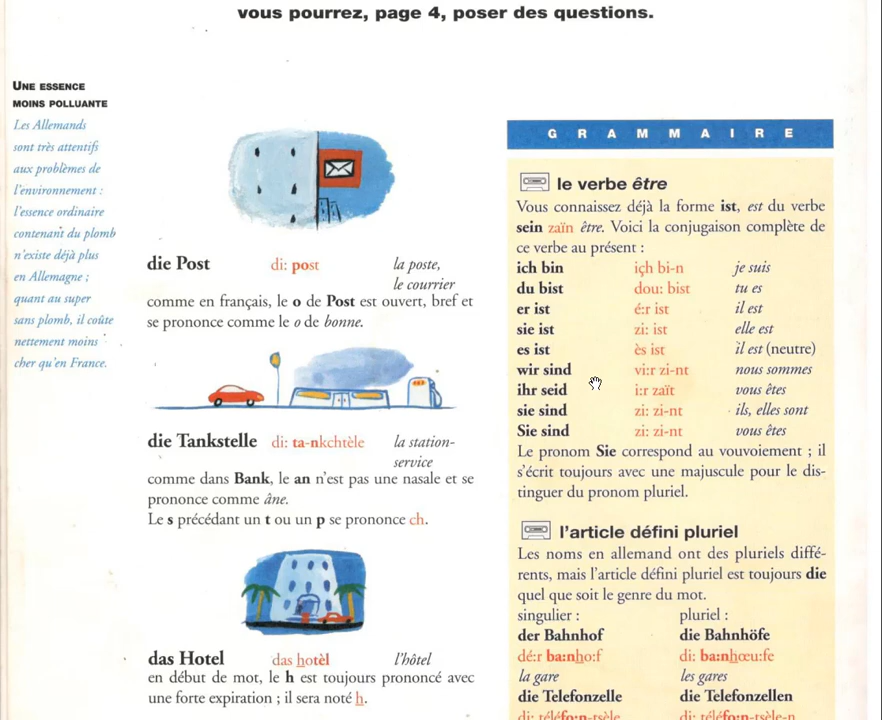 vous pourrez, page 4, poser des questions.
UNE ESSENCE
MOINS POLLUANTE
Les Allemands
sont très attentifs
aux problèmes de
l'environnement :
l'essence ordinaire
contenant du plomb
n'existe déjà plus
en Allemagne ;
quant au super
sans plomb, il coûte
nettement moins
cher qu'en France.
die Post di: post la poste,
le courrier
comme en français, le o de Post est ouvert, bref et
se prononce comme le o de bonne.
die Tankstelle di: ta-nkchtèle la station-
service
comme dans Bank, le an n'est pas une nasale et se
prononce comme âne.
Le s précédant un t ou un p se prononce ch.
das Hotel das hotèl l'hôtel
en début de mot, le h est toujours prononcé avec
une forte expiration ; il sera noté h.
GRAMMAIRE
le verbe être
Vous connaissez déjà la forme ist, est du verbe
sein zaïn être. Voici la conjugaison complète de
ce verbe au présent :
ich bin içh bi-n je suis
du bist dou: bist tu es
er ist é:r ist il est
sie ist zi: ist elle est
es ist ès ist il est (neutre)
wir sind vi:r zi-nt nous sommes
ihr seid i:r zaït vous êtes
sie sind zi: zi-nt ils, elles sont
Sie sind zi: zi-nt vous êtes
Le pronom Sie correspond au vouvoiement ; il
s'écrit toujours avec une majuscule pour le dis-
tinguer du pronom pluriel.
l'article défini pluriel
Les noms en allemand ont des pluriels diffé-
rents, mais l'article défini pluriel est toujours die
quel que soit le genre du mot.
singulier : pluriel :
der Bahnhof die Bahnhöfe
dé:r ba:nho:f di: ba:nhœu:fe
la gare les gares
die Telefonzelle die Telefonzellen
di: téléfo:n-tsèle di: téléfo:n-tsèle-n